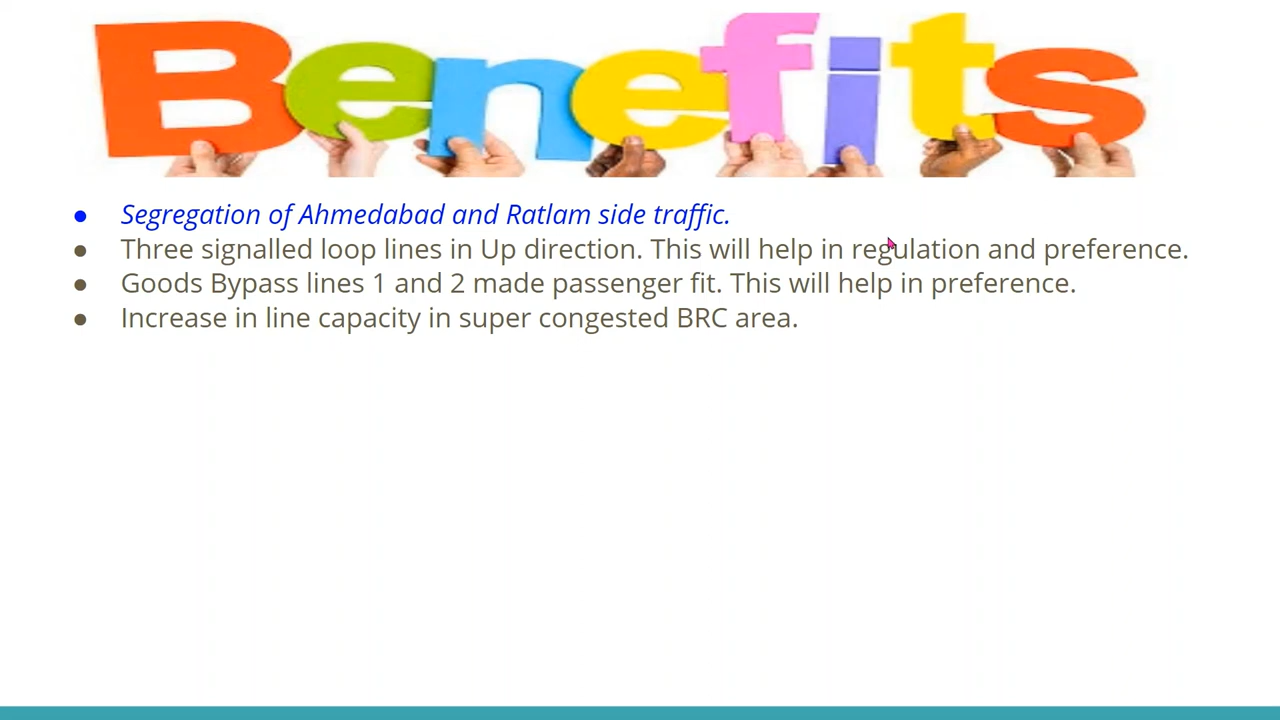 Benefits
● Segregation of Ahmedabad and Ratlam side traffic.
● Three signalled loop lines in Up direction. This will help in regulation and preference.
● Goods Bypass lines 1 and 2 made passenger fit. This will help in preference.
● Increase in line capacity in super congested BRC area.